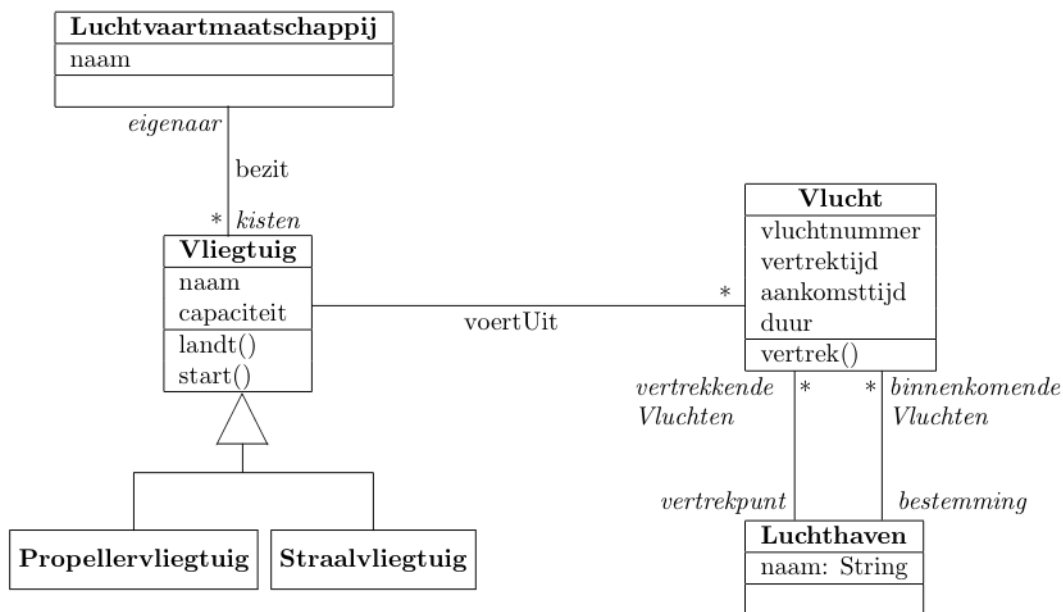 Luchtvaartmaatschappij
naam
eigenaar
bezit
* kisten
Vliegtuig
naam
capaciteit
landt()
start()
voertUit
*
Vlucht
vluchtnummer
vertrektijd
aankomsttijd
duur
vertrek()
vertrekkende * * binnenkomende
Vluchten Vluchten
vertrekpunt bestemming
Luchthaven
naam: String
Propellervliegtuig Straalvliegtuig